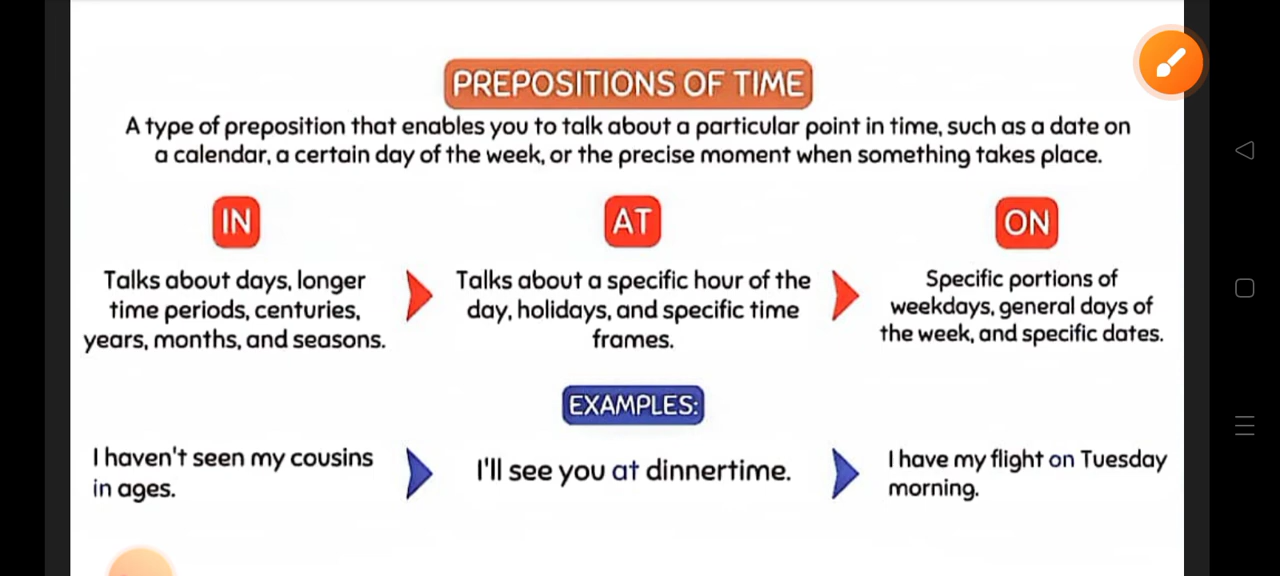 PREPOSITIONS OF TIME
A type of preposition that enables you to talk about a particular point in time, such as a date on
a calendar, a certain day of the week, or the precise moment when something takes place.
IN
Talks about days, longer
time periods, centuries,
years, months, and seasons.
AT
Talks about a specific hour of the
day, holidays, and specific time
frames.
ON
Specific portions of
weekdays, general days of
the week, and specific dates.
EXAMPLES:
I haven't seen my cousins
in ages.
I'll see you at dinnertime.
I have my flight on Tuesday
morning.